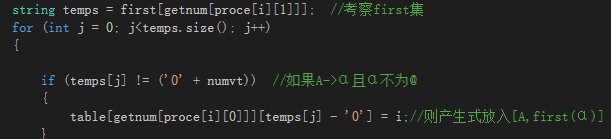 string temps = first[getnum[proce[i][1]]];  //考察first集
for (int j = 0; j<temps.size(); j++)
{
if (temps[j] != ('0' + numvt))  //如果A->α且α不为@
{
table[getnum[proce[i][0]]][temps[j] - '0'] = i;//则产生式放入[A,first(α)]
}